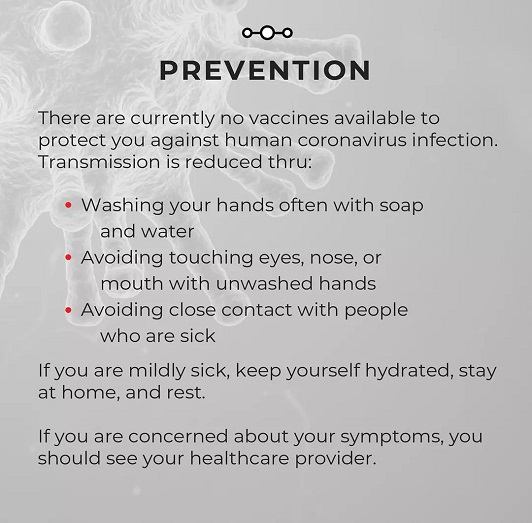 PREVENTION
There are currently no vaccines available to
protect you against human coronavirus infection.
Transmission is reduced thru:
• Washing your hands often with soap
and water
• Avoiding touching eyes, nose, or
mouth with unwashed hands
• Avoiding close contact with people
who are sick
If you are mildly sick, keep yourself hydrated, stay
at home, and rest.
If you are concerned about your symptoms, you
should see your healthcare provider.